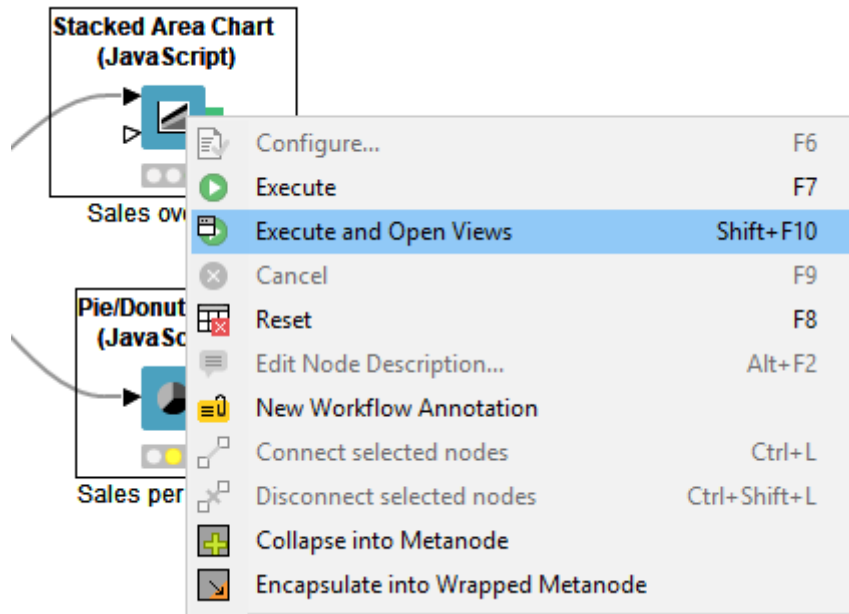 Stacked Area Chart
(JavaScript)
Sales ov
Pie/Donut
(JavaSc
Sales per
Configure... F6
Execute F7
Execute and Open Views Shift+F10
Cancel F9
Reset F8
Edit Node Description... Alt+F2
New Workflow Annotation
Connect selected nodes Ctrl+L
Disconnect selected nodes Ctrl+Shift+L
Collapse into Metanode
Encapsulate into Wrapped Metanode